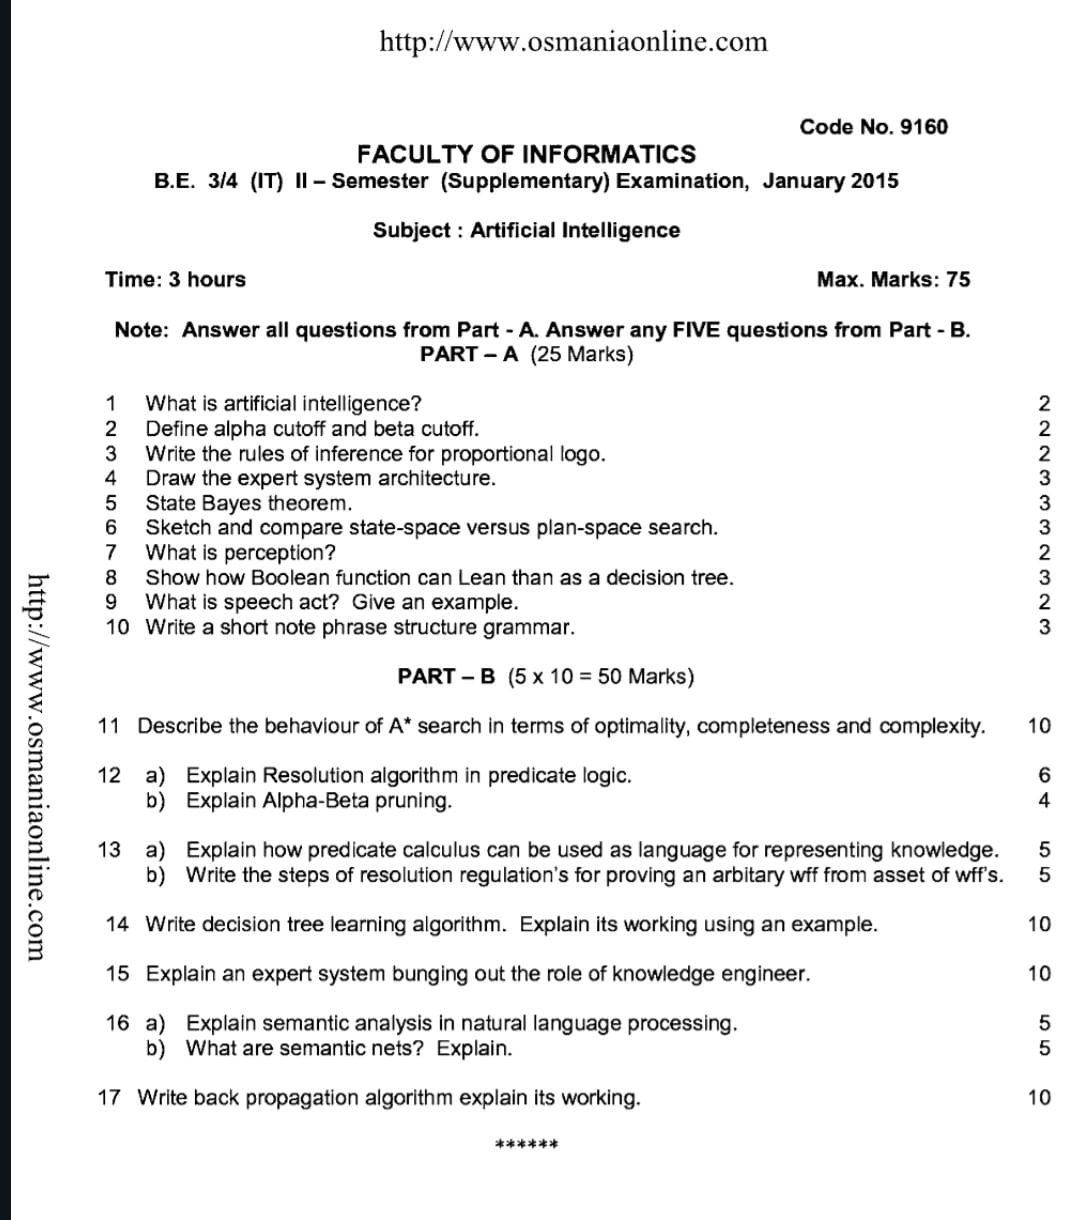 http://www.osmaniaonline.com
Code No. 9160
FACULTY OF INFORMATICS
B.E. 3/4 (IT) II – Semester (Supplementary) Examination, January 2015
Subject : Artificial Intelligence
Time: 3 hours Max. Marks: 75
Note: Answer all questions from Part - A. Answer any FIVE questions from Part - B.
PART – A (25 Marks)
1 What is artificial intelligence? 2
2 Define alpha cutoff and beta cutoff. 2
3 Write the rules of inference for proportional logo. 2
4 Draw the expert system architecture. 3
5 State Bayes theorem. 3
6 Sketch and compare state-space versus plan-space search. 3
7 What is perception? 2
8 Show how Boolean function can Lean than as a decision tree. 3
9 What is speech act? Give an example. 2
10 Write a short note phrase structure grammar. 3
PART – B (5 x 10 = 50 Marks)
11 Describe the behaviour of A* search in terms of optimality, completeness and complexity. 10
12 a) Explain Resolution algorithm in predicate logic. 6
b) Explain Alpha-Beta pruning. 4
13 a) Explain how predicate calculus can be used as language for representing knowledge. 5
b) Write the steps of resolution regulation's for proving an arbitary wff from asset of wff's. 5
14 Write decision tree learning algorithm. Explain its working using an example. 10
15 Explain an expert system bunging out the role of knowledge engineer. 10
16 a) Explain semantic analysis in natural language processing. 5
b) What are semantic nets? Explain. 5
17 Write back propagation algorithm explain its working. 10
******
http://www.osmaniaonline.com